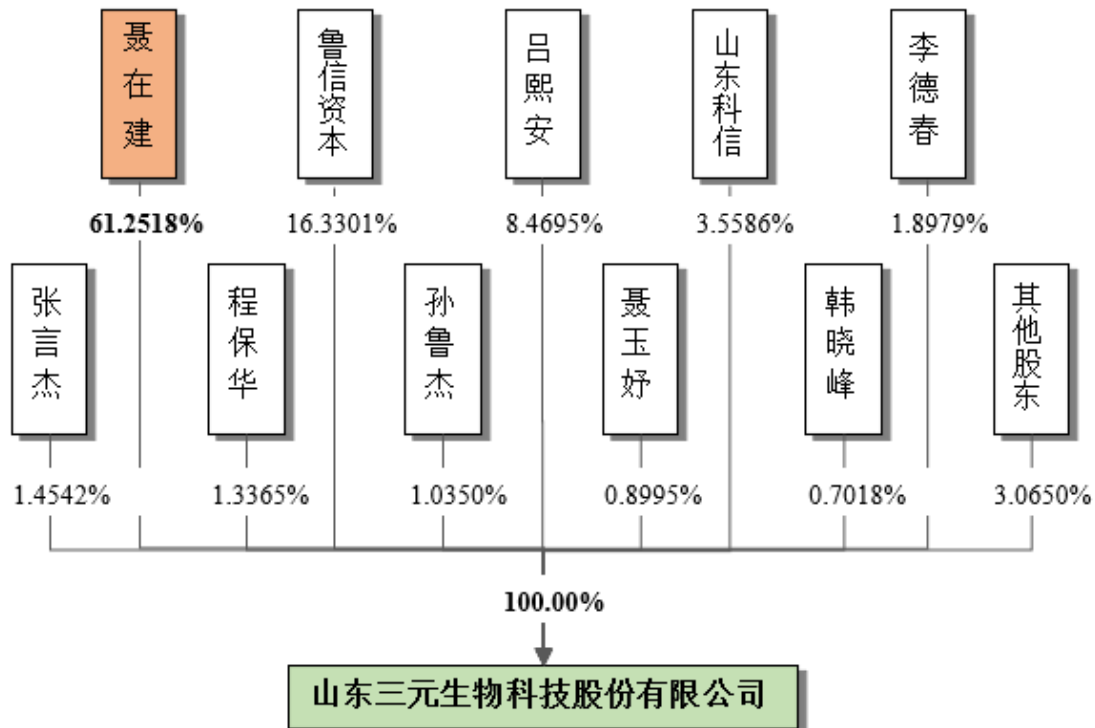 聂在建
鲁信资本
吕熙安
山东科信
李德春
61.2518%
16.3301%
8.4695%
3.5586%
1.8979%
张言杰
程保华
孙鲁杰
聂玉妤
韩晓峰
其他股东
1.4542%
1.3365%
1.0350%
0.8995%
0.7018%
3.0650%
100.00%
山东三元生物科技股份有限公司